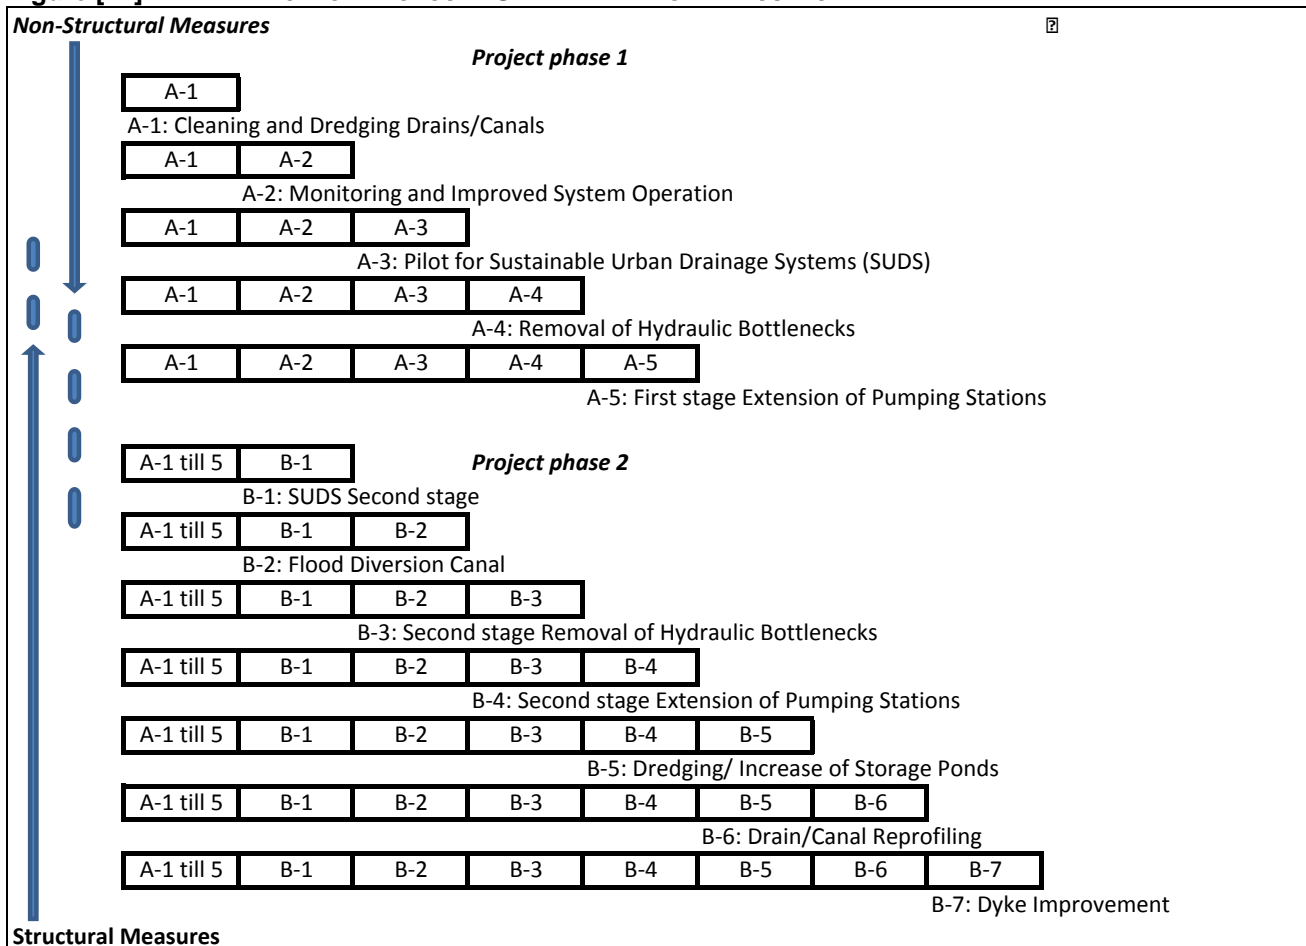 Non-Structural Measures
Project phase 1
A-1
A-1: Cleaning and Dredging Drains/Canals
A-1 A-2
A-2: Monitoring and Improved System Operation
A-1 A-2 A-3
A-3: Pilot for Sustainable Urban Drainage Systems (SUDS)
A-1 A-2 A-3 A-4
A-4: Removal of Hydraulic Bottlenecks
A-1 A-2 A-3 A-4 A-5
A-5: First stage Extension of Pumping Stations
A-1 till 5 B-1 Project phase 2
B-1: SUDS Second stage
A-1 till 5 B-1 B-2
B-2: Flood Diversion Canal
A-1 till 5 B-1 B-2 B-3
B-3: Second stage Removal of Hydraulic Bottlenecks
A-1 till 5 B-1 B-2 B-3 B-4
B-4: Second stage Extension of Pumping Stations
A-1 till 5 B-1 B-2 B-3 B-4 B-5
B-5: Dredging/ Increase of Storage Ponds
A-1 till 5 B-1 B-2 B-3 B-4 B-5 B-6
B-6: Drain/Canal Reprofiling
A-1 till 5 B-1 B-2 B-3 B-4 B-5 B-6 B-7
B-7: Dyke Improvement
Structural Measures